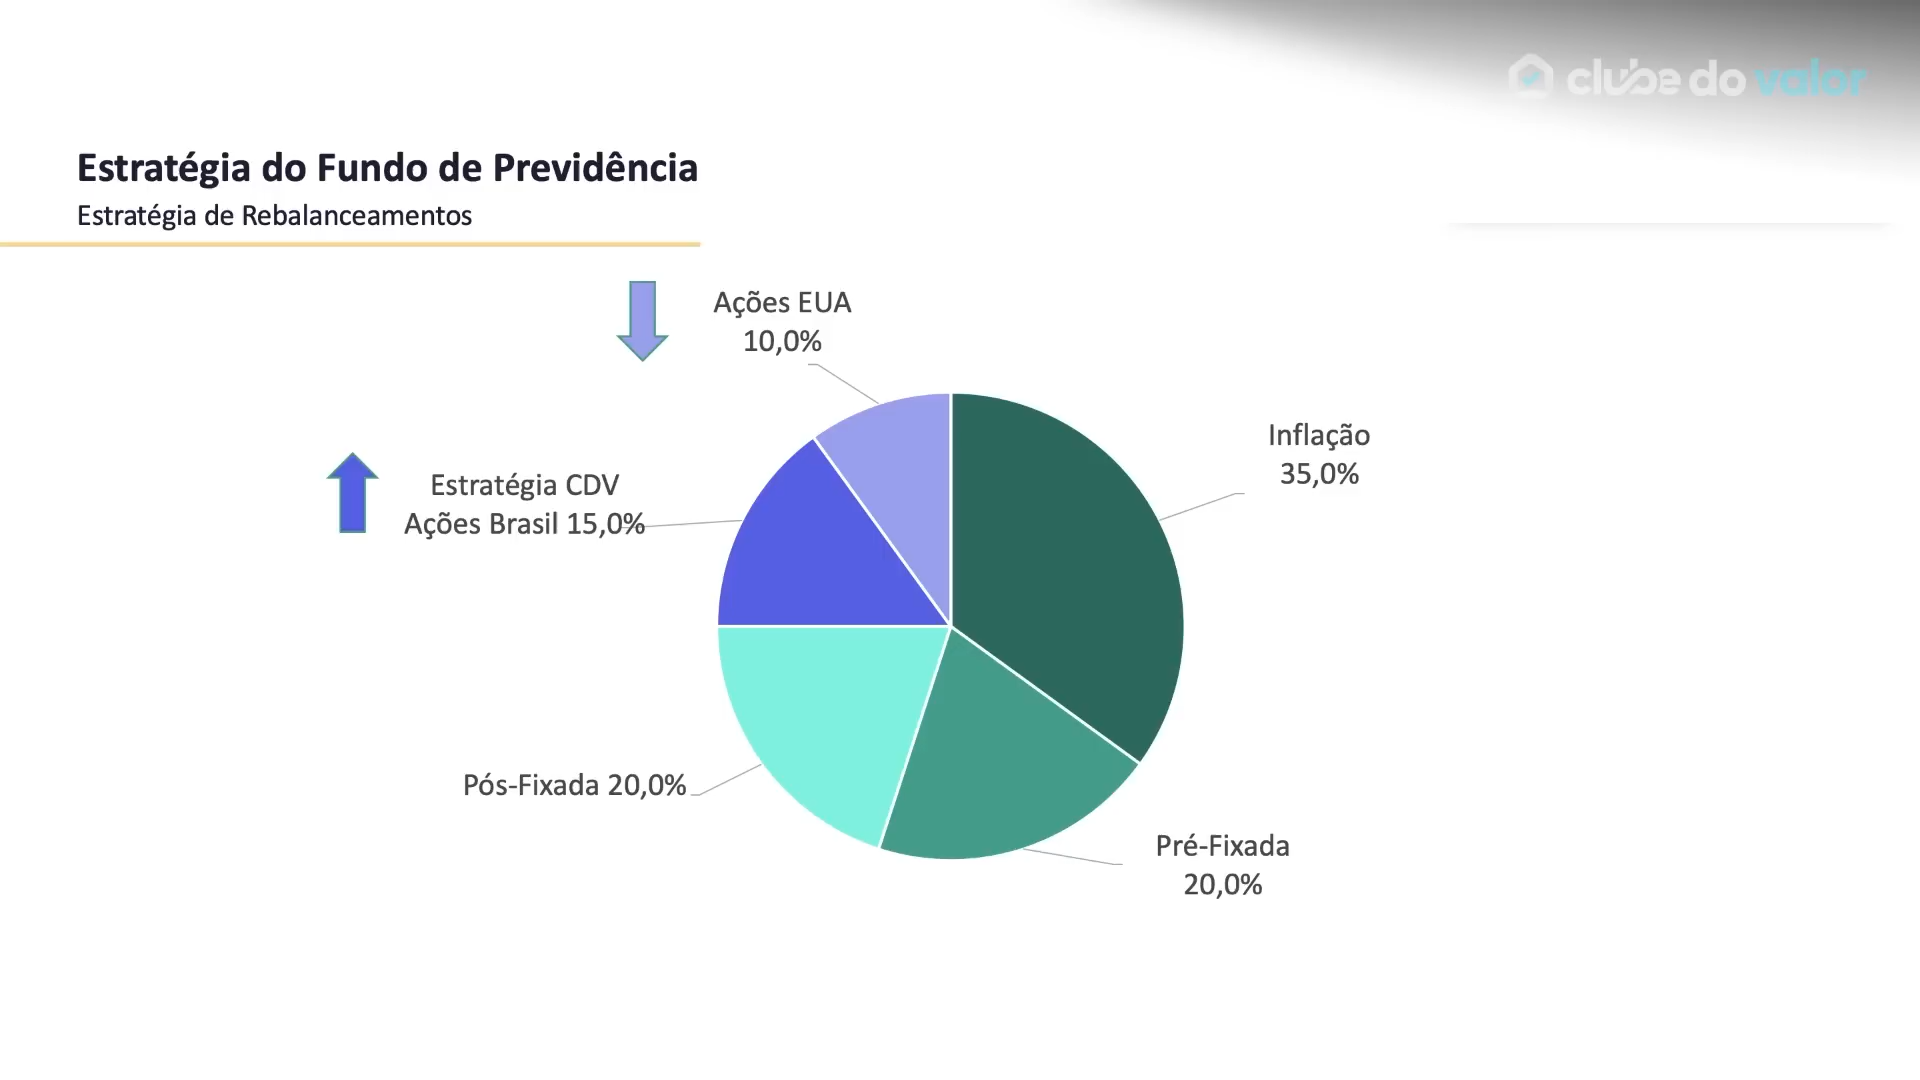 clube do valor
Estratégia do Fundo de Previdência
Estratégia de Rebalanceamentos
Ações EUA
10,0%
Inflação
35,0%
Estratégia CDV
Ações Brasil 15,0%
Pós-Fixada 20,0%
Pré-Fixada
20,0%